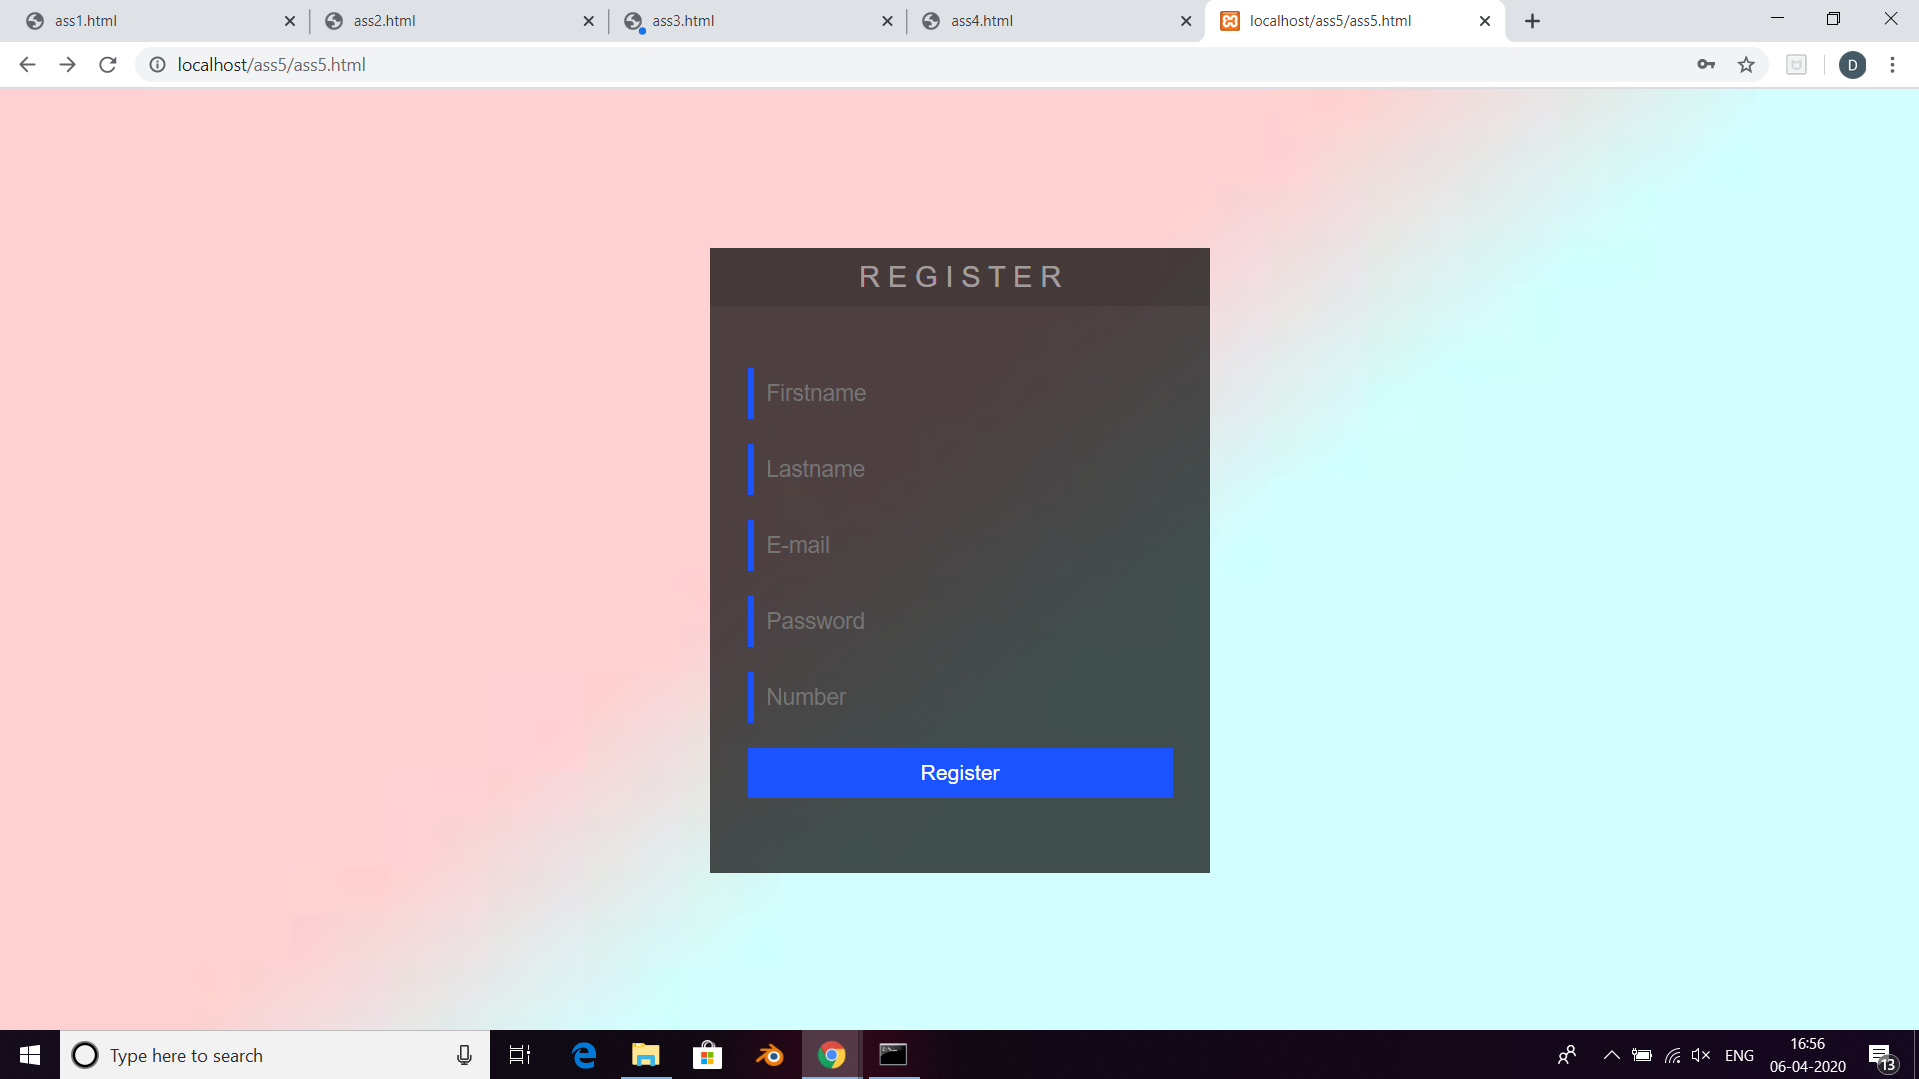 ass1.html
ass2.html
ass3.html
ass4.html
localhost/ass5/ass5.html
localhost/ass5/ass5.html
D
REGISTER
Firstname
Lastname
E-mail
Password
Number
Register
Type here to search
ENG
16:56
06-04-2020
13